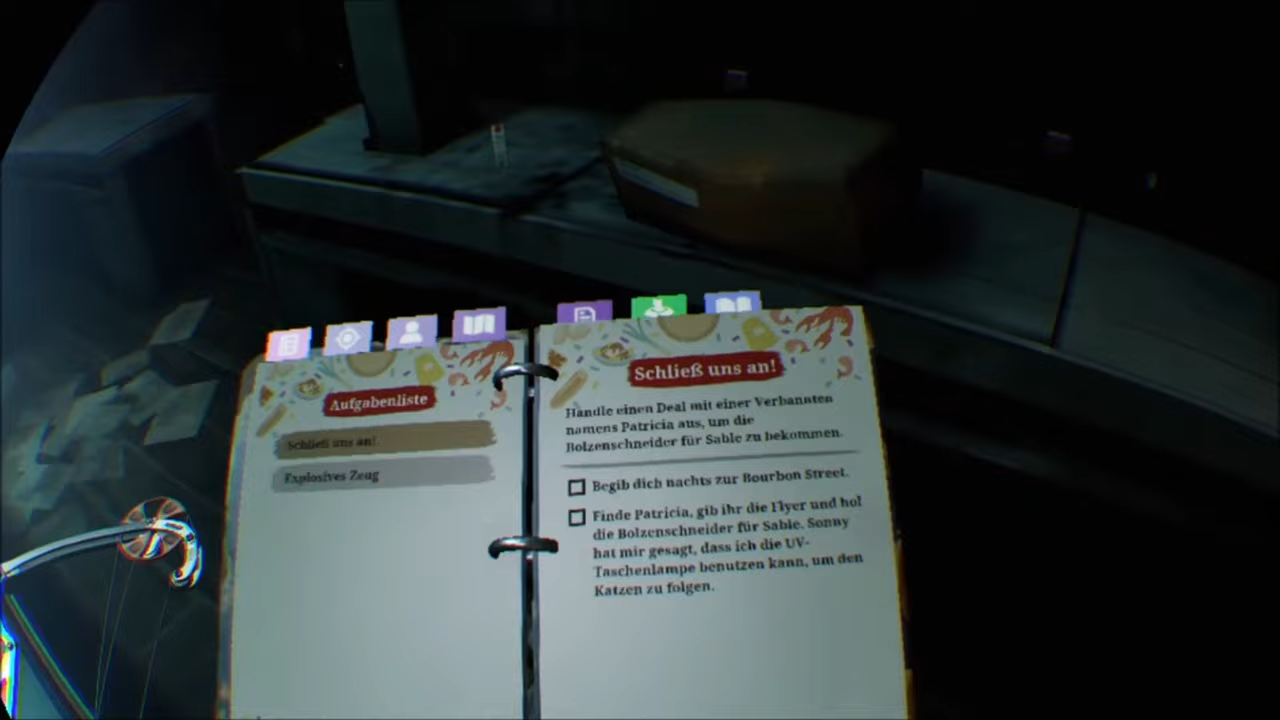 Aufgabenliste
Schließ uns an!
Explosives Zeug
Schließ uns an!
Handle einen Deal mit einer Verbannten
namens Patricia aus, um die
Bolzenschneider für Sable zu bekommen.
Begib dich nachts zur Bourbon Street.
Finde Patricia, gib ihr die Flyer und hol
die Bolzenschneider für Sable. Sonny
hat mir gesagt, dass ich die UV-
Taschenlampe benutzen kann, um den
Katzen zu folgen.